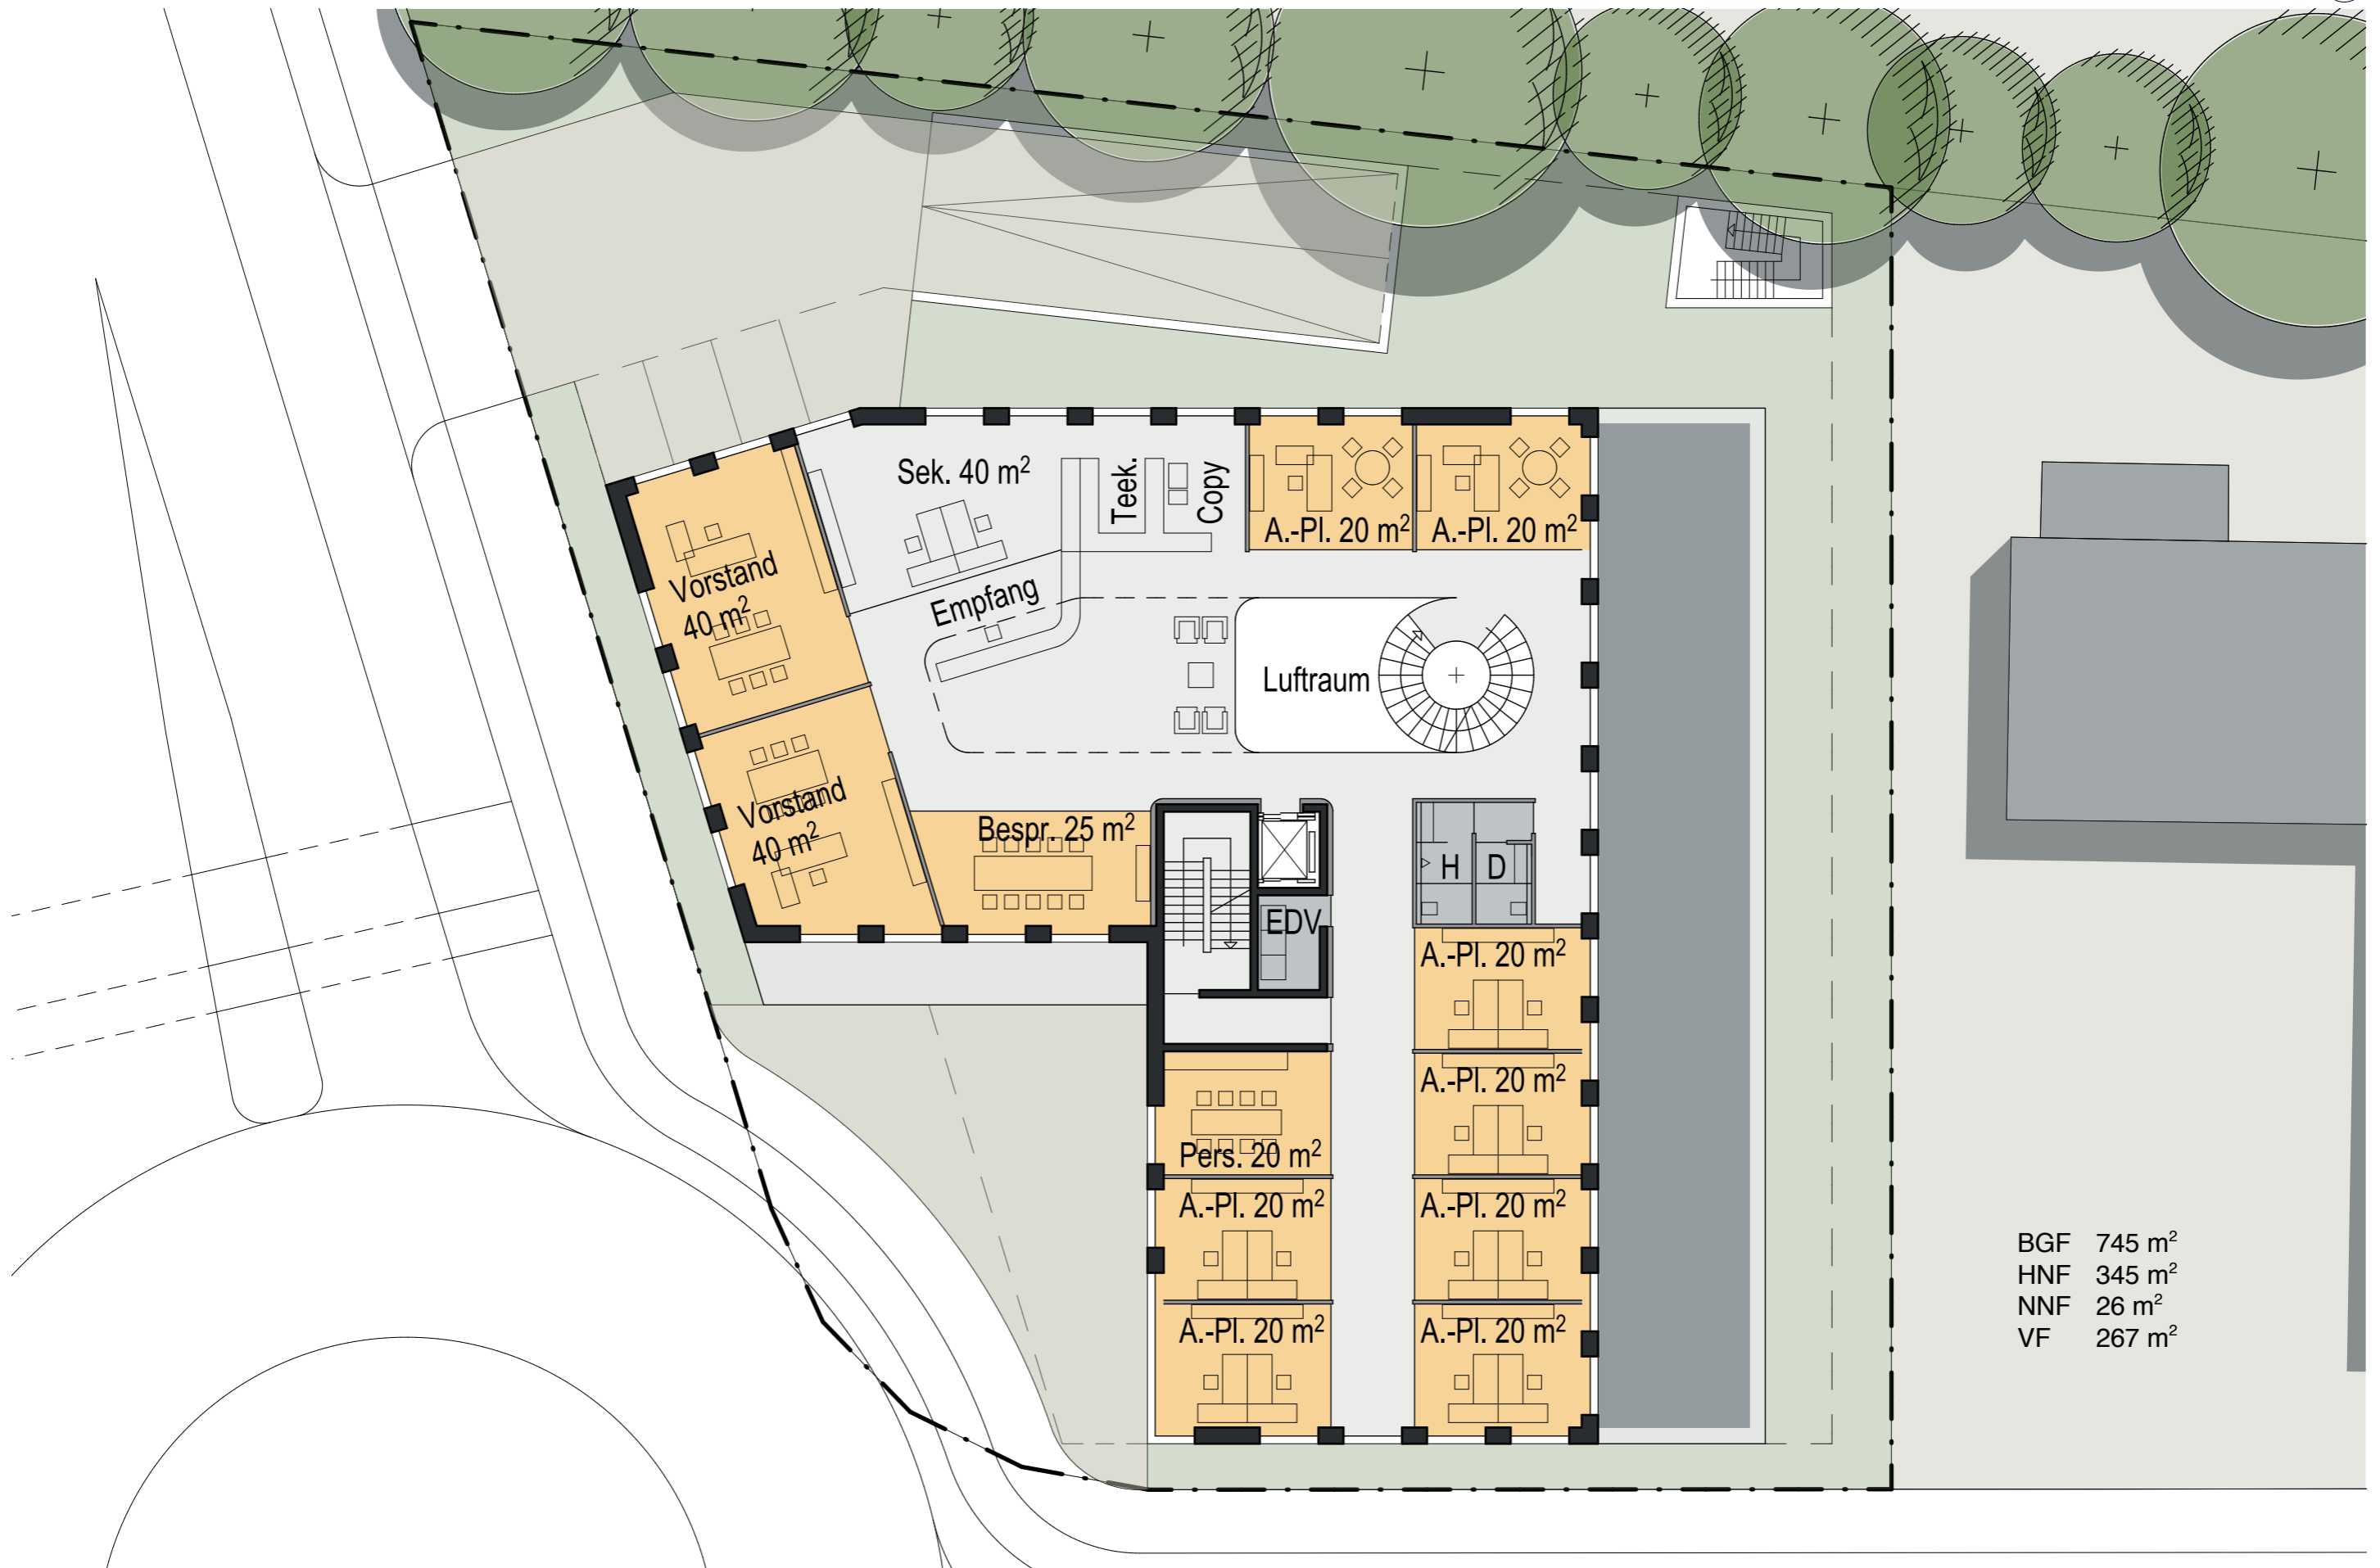 Sek. 40 m²
Teek.
Copy
A.-Pl. 20 m²
A.-Pl. 20 m²
Vorstand
40 m²
Empfang
Luftraum
Vorstand
40 m²
Bespr. 25 m²
H
D
EDV
A.-Pl. 20 m²
A.-Pl. 20 m²
Pers. 20 m²
A.-Pl. 20 m²
A.-Pl. 20 m²
A.-Pl. 20 m²
A.-Pl. 20 m²
BGF 745 m²
HNF 345 m²
NNF 26 m²
VF 267 m²